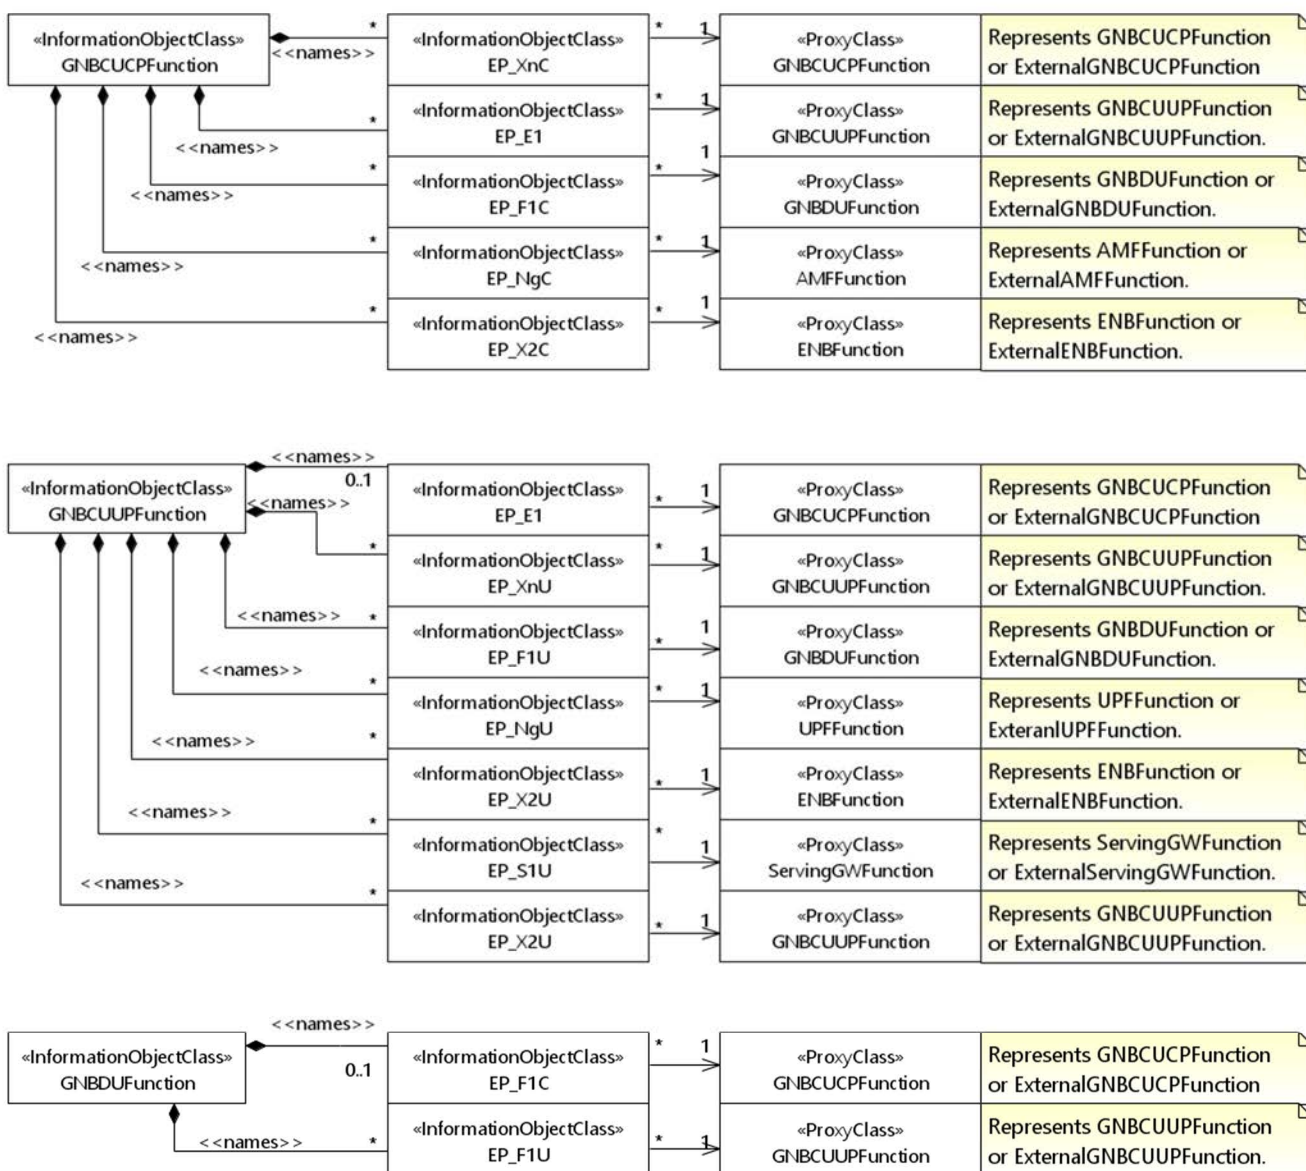 «InformationObjectClass»
GNBCUCPFunction
<<names>>
*
«InformationObjectClass»
EP_XnC
*
1
«ProxyClass»
GNBCUCPFunction
Represents GNBCUCPFunction
or ExternalGNBCUCPFunction
<<names>>
*
«InformationObjectClass»
EP_E1
*
1
«ProxyClass»
GNBCUUPFunction
Represents GNBCUUPFunction
or ExternalGNBCUUPFunction.
<<names>>
*
«InformationObjectClass»
EP_F1C
*
1
«ProxyClass»
GNBDUFunction
Represents GNBDUFunction or
ExternalGNBDUFunction.
<<names>>
*
«InformationObjectClass»
EP_NgC
*
1
«ProxyClass»
AMFFunction
Represents AMFFunction or
ExternalAMFFunction.
<<names>>
*
«InformationObjectClass»
EP_X2C
*
1
«ProxyClass»
ENBFunction
Represents ENBFunction or
ExternalENBFunction.
«InformationObjectClass»
GNBCUUPFunction
<<names>>
0..1
«InformationObjectClass»
EP_E1
*
1
«ProxyClass»
GNBCUCPFunction
Represents GNBCUCPFunction
or ExternalGNBCUCPFunction
<<names>>
*
«InformationObjectClass»
EP_XnU
*
1
«ProxyClass»
GNBCUUPFunction
Represents GNBCUUPFunction
or ExternalGNBCUUPFunction.
<<names>>
*
«InformationObjectClass»
EP_F1U
*
1
«ProxyClass»
GNBDUFunction
Represents GNBDUFunction or
ExternalGNBDUFunction.
<<names>>
*
«InformationObjectClass»
EP_NgU
*
1
«ProxyClass»
UPFFunction
Represents UPFFunction or
ExteranlUPFFunction.
<<names>>
*
«InformationObjectClass»
EP_X2U
*
1
«ProxyClass»
ENBFunction
Represents ENBFunction or
ExternalENBFunction.
<<names>>
*
«InformationObjectClass»
EP_S1U
*
1
«ProxyClass»
ServingGWFunction
Represents ServingGWFunction
or ExternalServingGWFunction.
<<names>>
*
«InformationObjectClass»
EP_X2U
*
1
«ProxyClass»
GNBCUUPFunction
Represents GNBCUUPFunction
or ExternalGNBCUUPFunction.
«InformationObjectClass»
GNBDUFunction
<<names>>
0..1
«InformationObjectClass»
EP_F1C
*
1
«ProxyClass»
GNBCUCPFunction
Represents GNBCUCPFunction
or ExternalGNBCUCPFunction
<<names>>
*
«InformationObjectClass»
EP_F1U
*
1
«ProxyClass»
GNBCUUPFunction
Represents GNBCUUPFunction
or ExternalGNBCUUPFunction.